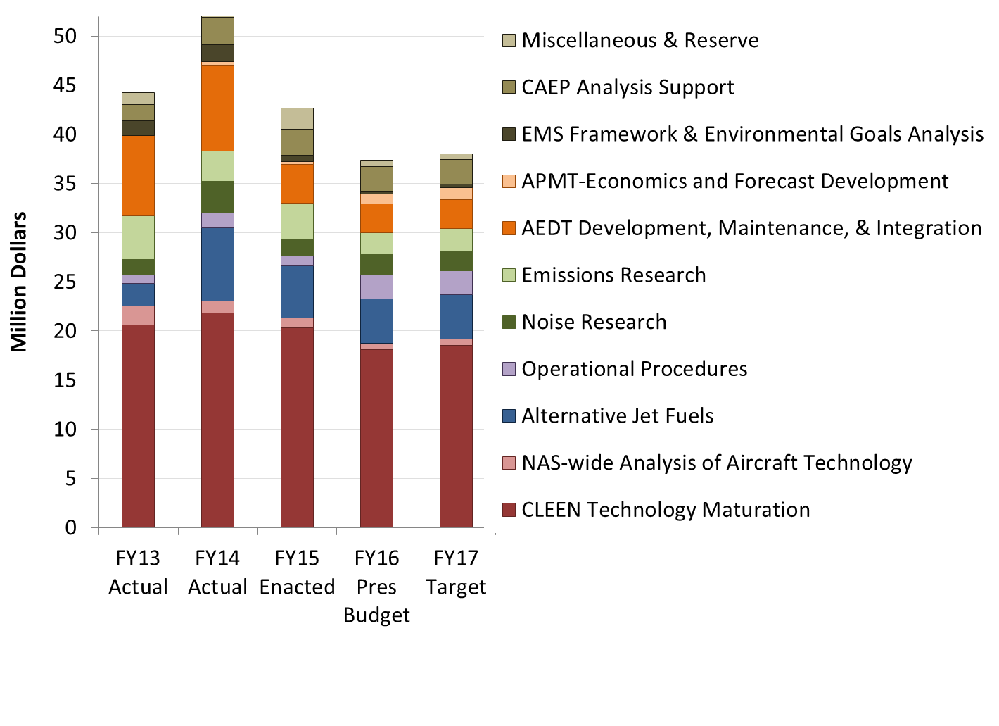 Million Dollars
50
45
40
35
30
25
20
15
10
5
0
FY13
Actual
FY14
Actual
FY15
Enacted
FY16
Pres
Budget
FY17
Target
Miscellaneous & Reserve
CAEP Analysis Support
EMS Framework & Environmental Goals Analysis
APMT-Economics and Forecast Development
AEDT Development, Maintenance, & Integration
Emissions Research
Noise Research
Operational Procedures
Alternative Jet Fuels
NAS-wide Analysis of Aircraft Technology
CLEEN Technology Maturation